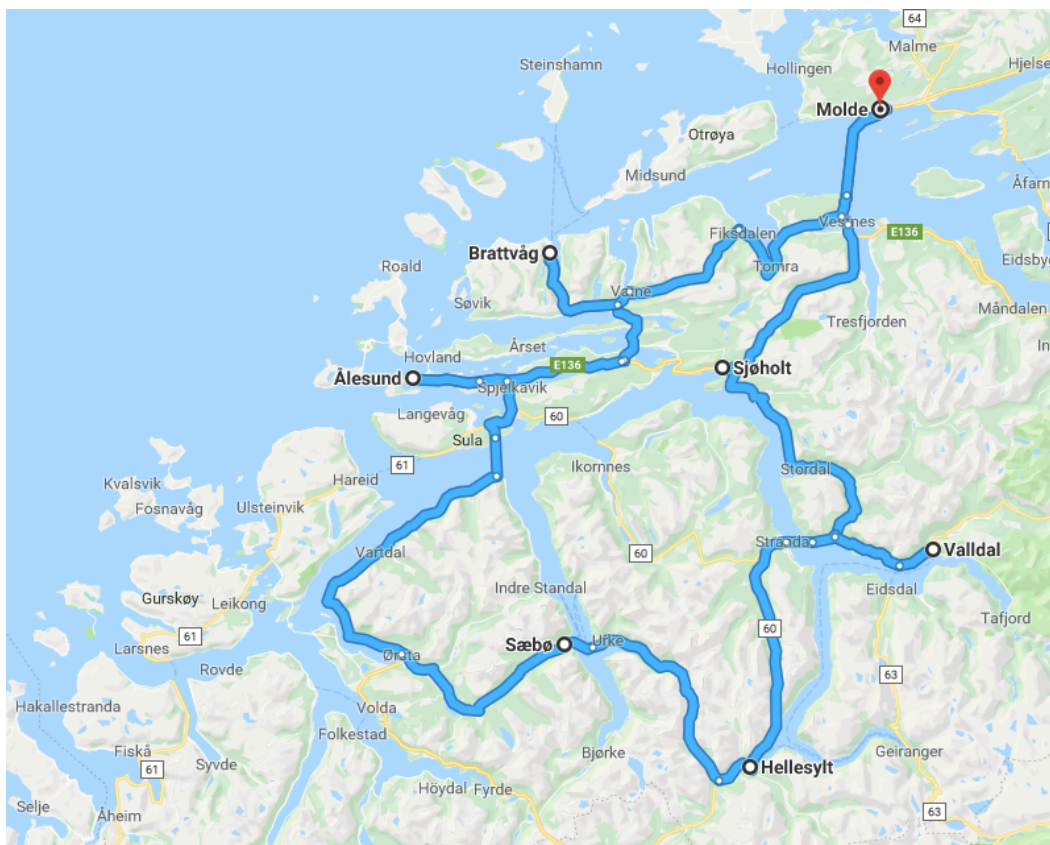 64
Malme
Steinshamn
Hollingen
Hjelse
Molde
Otrøya
Midsund
Åfarn
Vestnes
Fiksdalen
E136
Brattvåg
Eidsby
Roald
Tomra
Vatne
Søvik
Måndalen
Tresfjorden
Årset
In
Hovland
E136
Sjøholt
Ålesund
Spjelkavik
Langevåg
60
Sula
61
Ikornnes
Stordal
Hareid
Kvalsvik
Fosnavåg
Ulsteinvik
Stranda
Vartdal
60
Valldal
Indre Standal
Eidsdal
Gurskøy
Leikong
Tafjord
61
60
Larsnes
Sæbø
Urke
Ørsta
Rovde
63
Hakallestranda
Volda
Folkestad
Fiskå
Bjørke
Geiranger
61
Syvde
Hellesylt
Høydal
Fyrde
Selje
Åheim
63